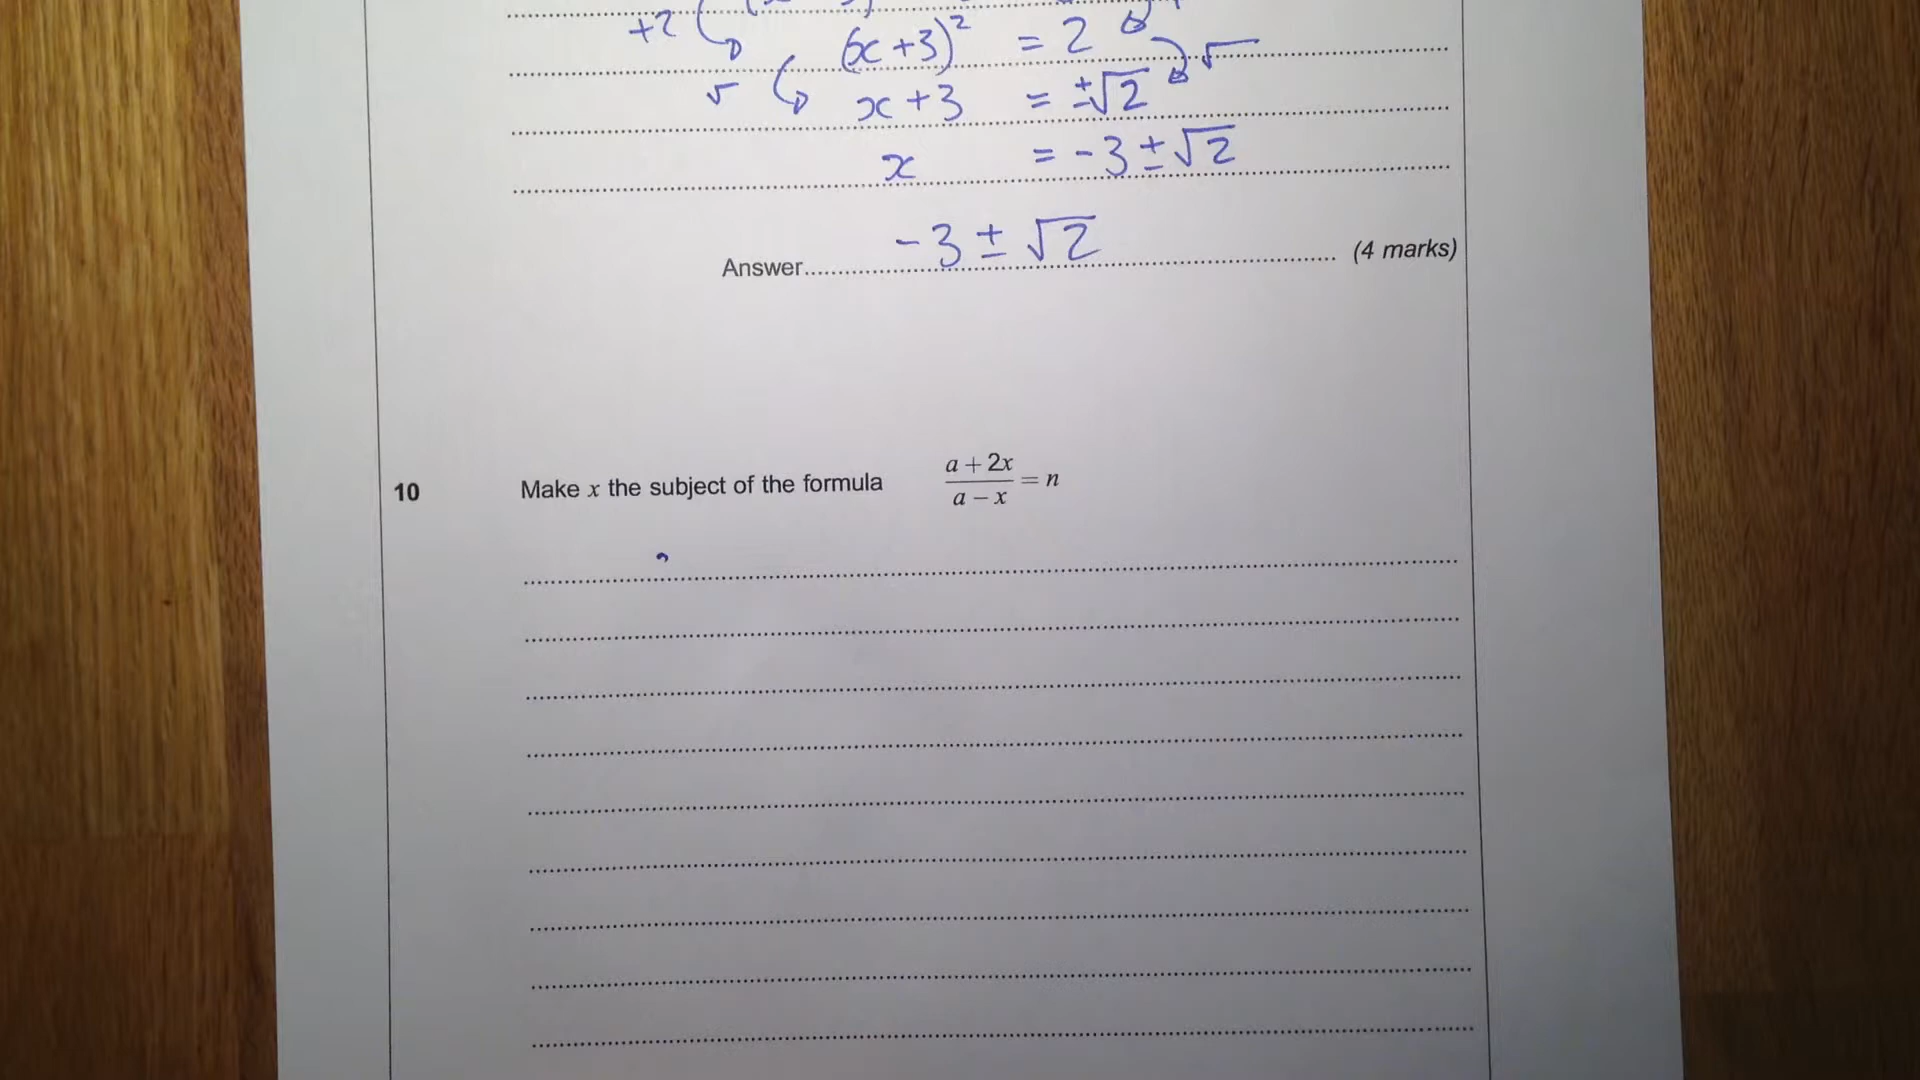 +2 (x+3)² = 2
√ x+3 = ±√2 √
x = -3 ± √2
Answer -3 ± √2 (4 marks)
10 Make x the subject of the formula (a + 2x)/(a − x) = n